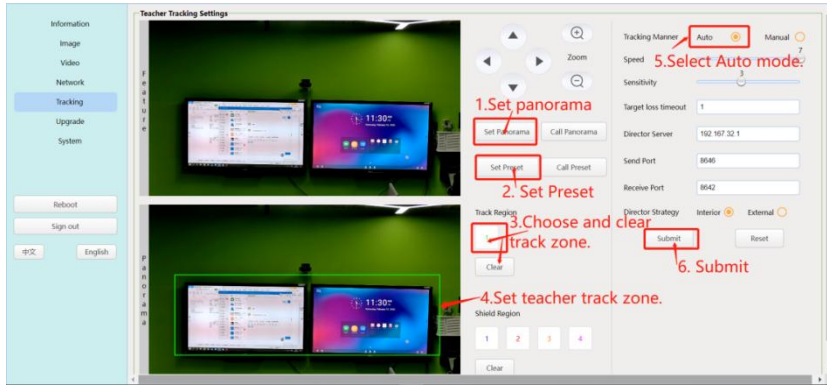 Information
Image
Video
Network
Tracking
Upgrade
System
Reboot
Sign out
中文 English
Teacher Tracking Settings
Feature
11:30
Panorama
11:30
Zoom
1.Set panorama
Set Panorama Call Panorama
Set Preset Call Preset
2. Set Preset
Track Region
3.Choose and clear
track zone.
1
Clear
4.Set teacher track zone.
Shield Region
1 2 3 4
Clear
Tracking Manner Auto Manual
5.Select Auto mode.
Speed 7
Sensitivity 3
Target loss timeout 1
Director Server 192.167.32.1
Send Port 8646
Receive Port 8642
Director Strategy Interior External
Submit Reset
6. Submit